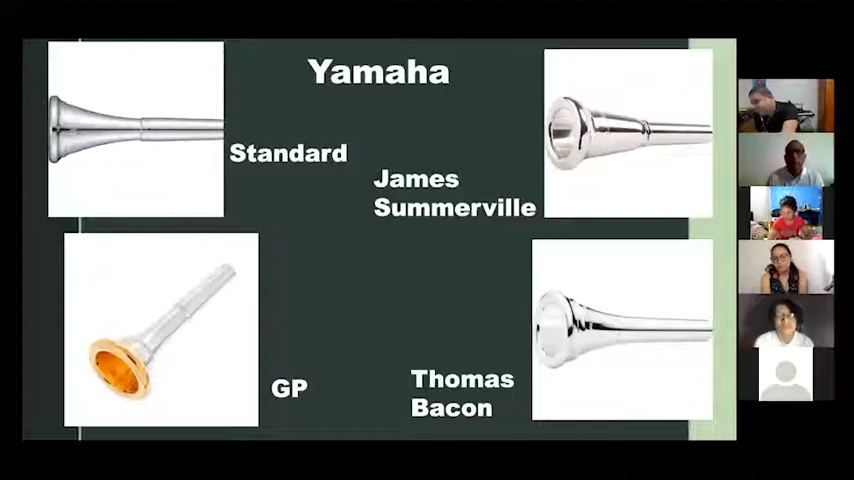 Yamaha
Standard
James
Summerville
GP
Thomas
Bacon